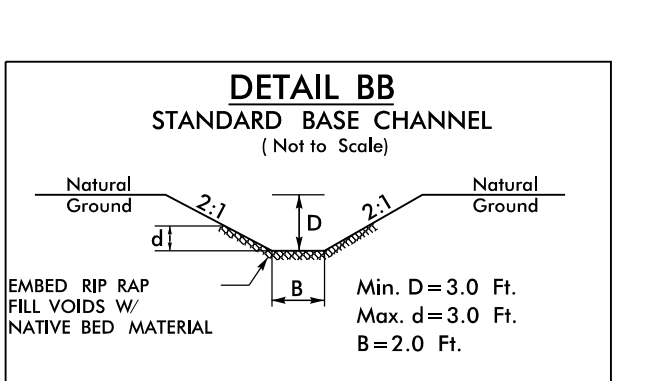 DETAIL BB
STANDARD BASE CHANNEL
( Not to Scale)
Natural
Ground
2:1
D
2:1
Natural
Ground
d
B
EMBED RIP RAP
FILL VOIDS W/
NATIVE BED MATERIAL
Min. D=3.0 Ft.
Max. d=3.0 Ft.
B=2.0 Ft.